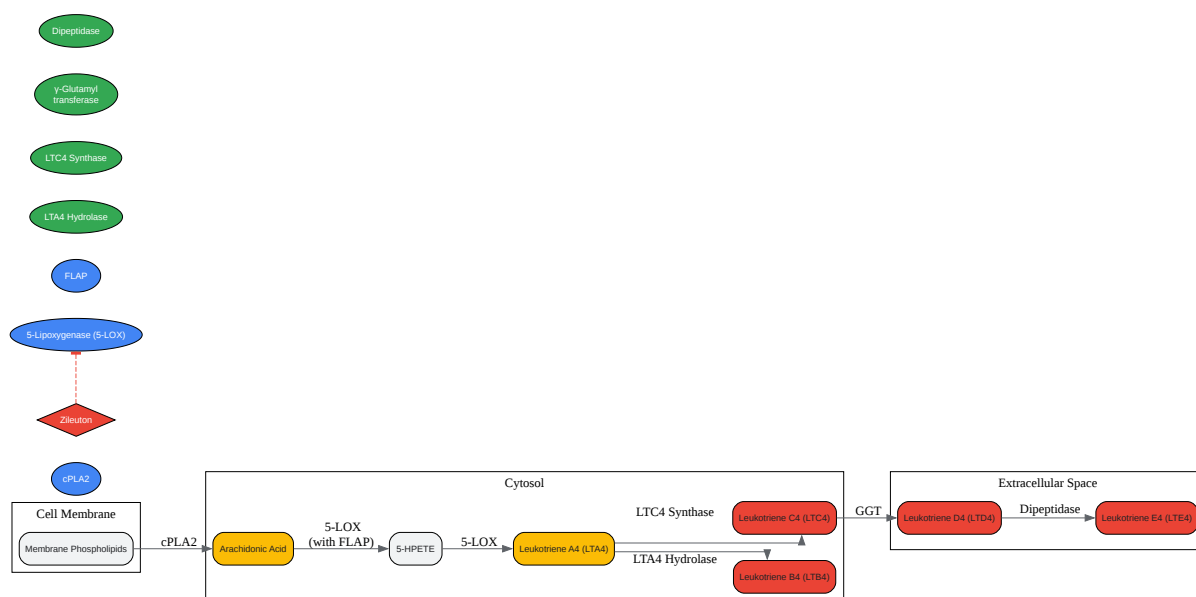 Dipeptidase
γ-Glutamyl
transferase
LTC4 Synthase
LTA4 Hydrolase
FLAP
5-Lipoxygenase (5-LOX)
Zileuton
cPLA2
Cell Membrane
Membrane Phospholipids
cPLA2
Cytosol
Arachidonic Acid
5-LOX
(with FLAP)
5-HPETE
5-LOX
Leukotriene A4 (LTA4)
LTC4 Synthase
LTA4 Hydrolase
Leukotriene C4 (LTC4)
Leukotriene B4 (LTB4)
GGT
Extracellular Space
Leukotriene D4 (LTD4)
Dipeptidase
Leukotriene E4 (LTE4)